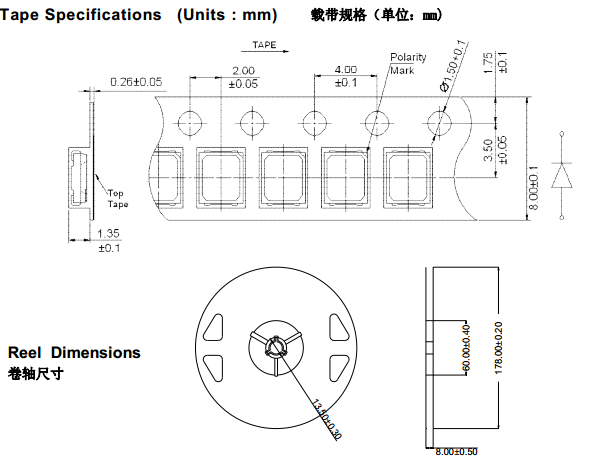 Tape Specifications (Units : mm) 载带规格（单位：mm)
TAPE
Polarity
Mark
0.26±0.05
2.00
±0.05
4.00
±0.1
Ø1.50+0.1
1.75
±0.1
3.50
±0.05
8.00±0.1
Top
Tape
1.35
±0.1
Reel Dimensions
卷轴尺寸
13.50±0.30
60.00±0.40
178.00±0.20
8.00±0.50